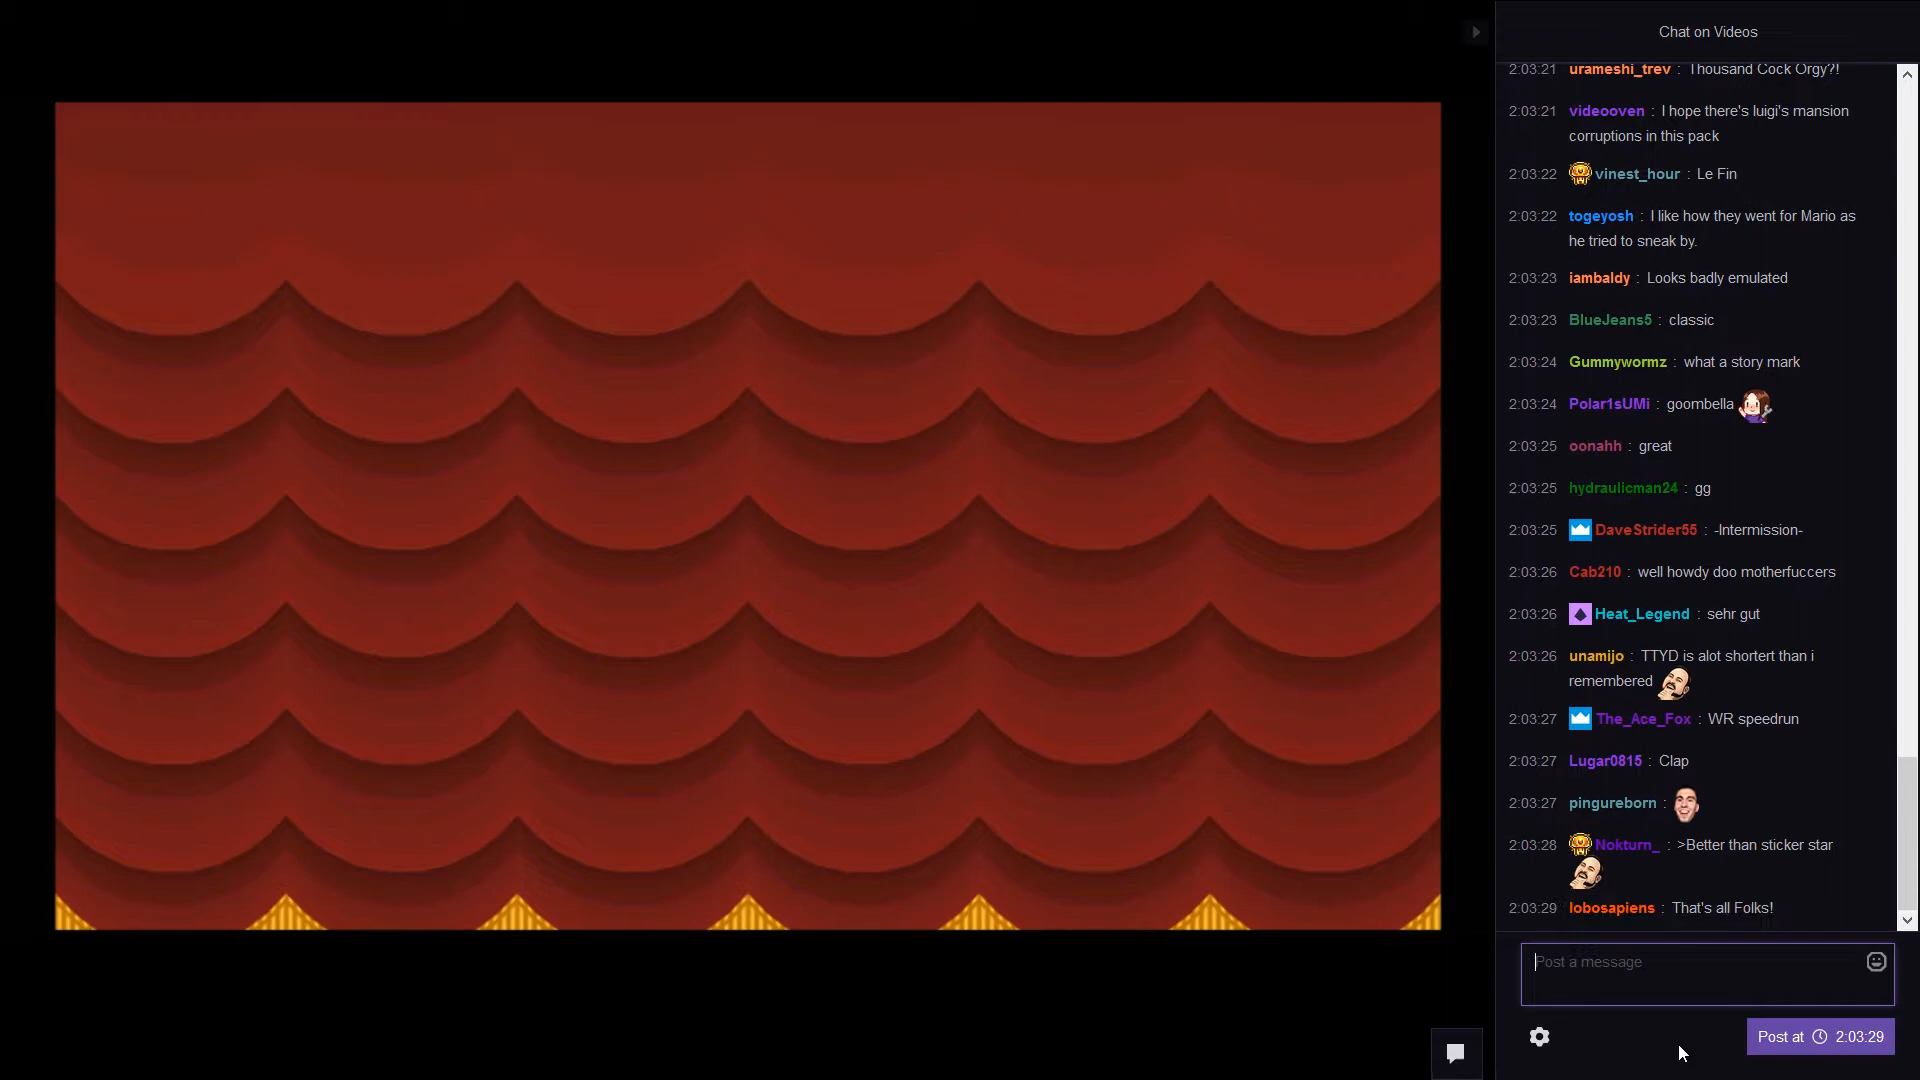 Chat on Videos
2:03:21 urameshi_trev : Thousand Cock Orgy?!
2:03:21 videooven : I hope there's luigi's mansion
corruptions in this pack
2:03:22 vinest_hour : Le Fin
2:03:22 togeyosh : I like how they went for Mario as
he tried to sneak by.
2:03:23 iambaldy : Looks badly emulated
2:03:23 BlueJeans5 : classic
2:03:24 Gummywormz : what a story mark
2:03:24 Polar1sUMi : goombella
2:03:25 oonahh : great
2:03:25 hydraulicman24 : gg
2:03:25 DaveStrider55 : -Intermission-
2:03:26 Cab210 : well howdy doo motherfuccers
2:03:26 Heat_Legend : sehr gut
2:03:26 unamijo : TTYD is alot shortert than i
remembered
2:03:27 The_Ace_Fox : WR speedrun
2:03:27 Lugar0815 : Clap
2:03:27 pingureborn :
2:03:28 Nokturn_ : >Better than sticker star
2:03:29 lobosapiens : That's all Folks!
Post a message
Post at 2:03:29